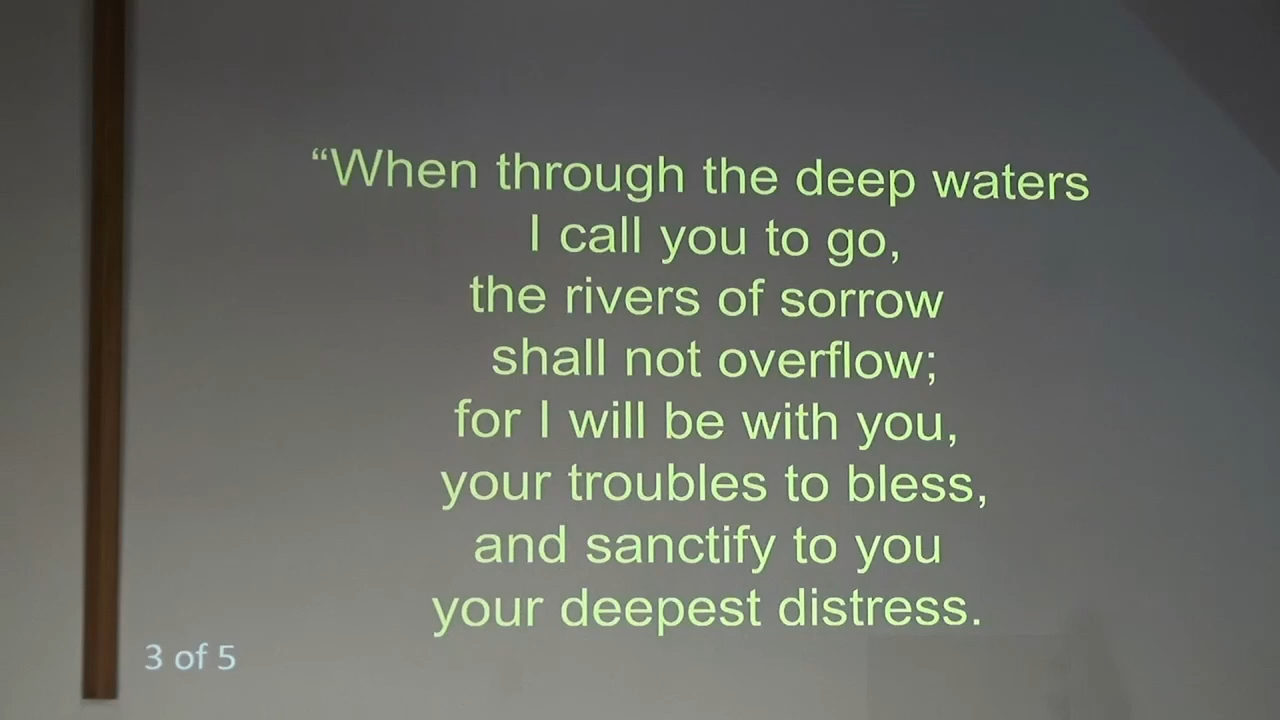 “When through the deep waters
I call you to go,
the rivers of sorrow
shall not overflow;
for I will be with you,
your troubles to bless,
and sanctify to you
your deepest distress.
3 of 5